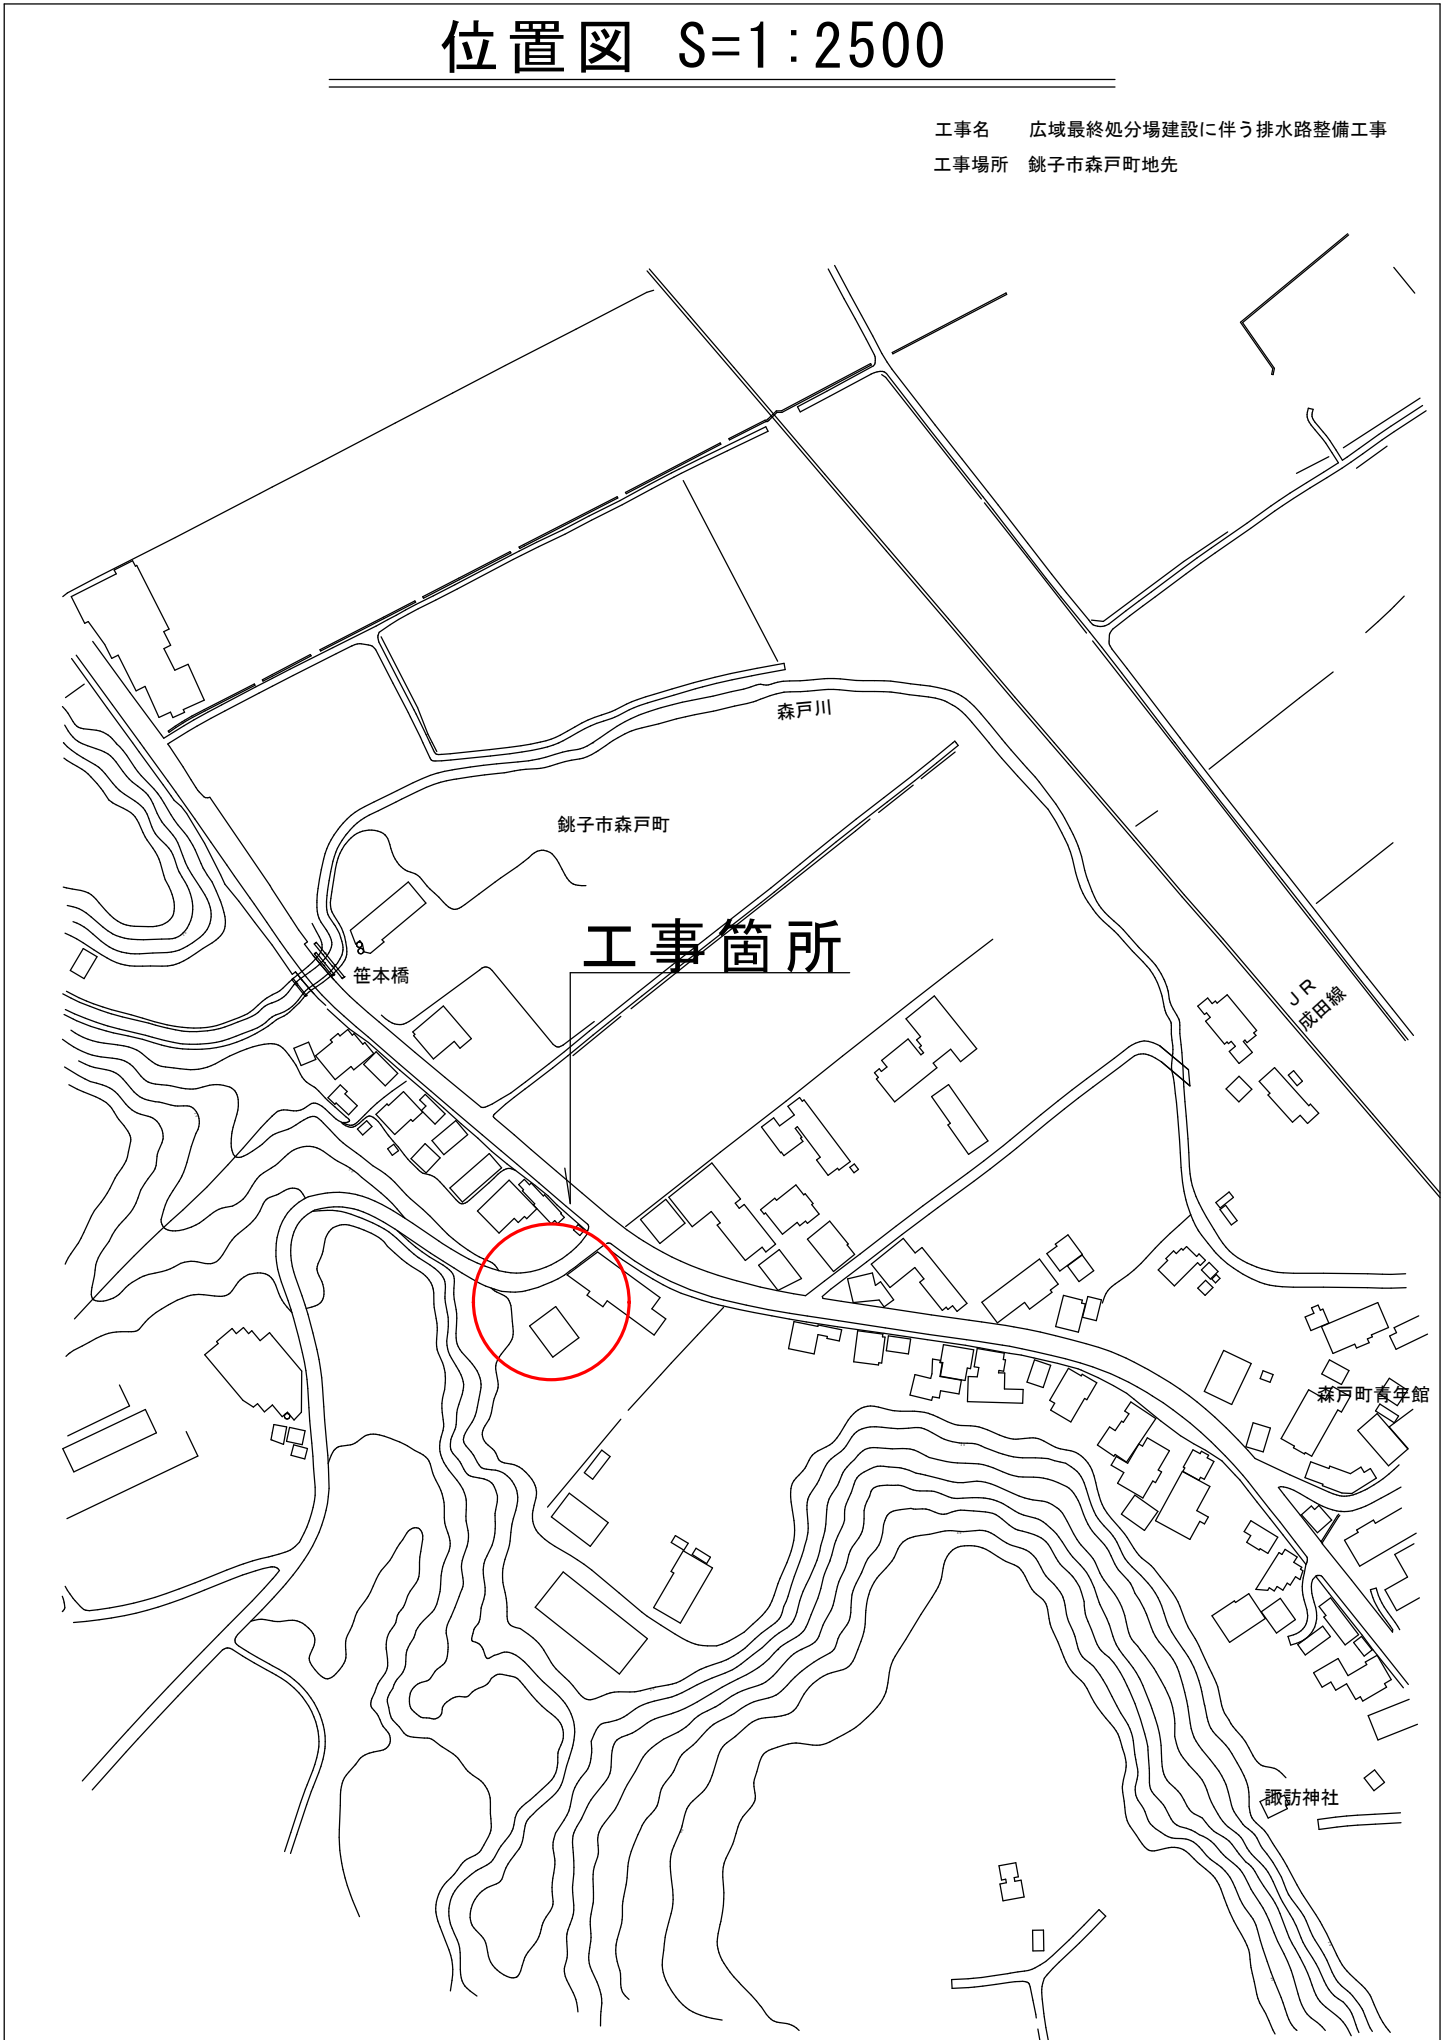 位置図 S=1:2500
工事名 広域最終処分場建設に伴う排水路整備工事
工事場所 銚子市森戸町地先
森戸川
銚子市森戸町
工事箇所
笹本橋
JR
成田線
森戸町青年館
諏訪神社